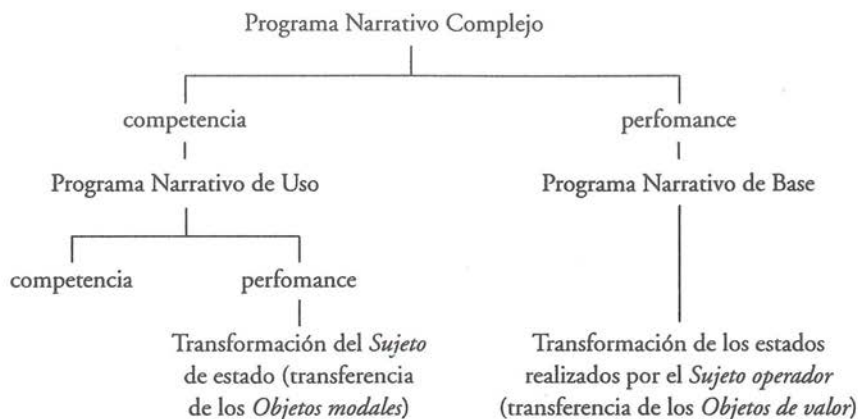 Programa Narrativo Complejo
competencia
perfomance
Programa Narrativo de Uso
Programa Narrativo de Base
competencia
perfomance
Transformación del Sujeto
de estado (transferencia
de los Objetos modales)
Transformación de los estados
realizados por el Sujeto operador
(transferencia de los Objetos de valor)